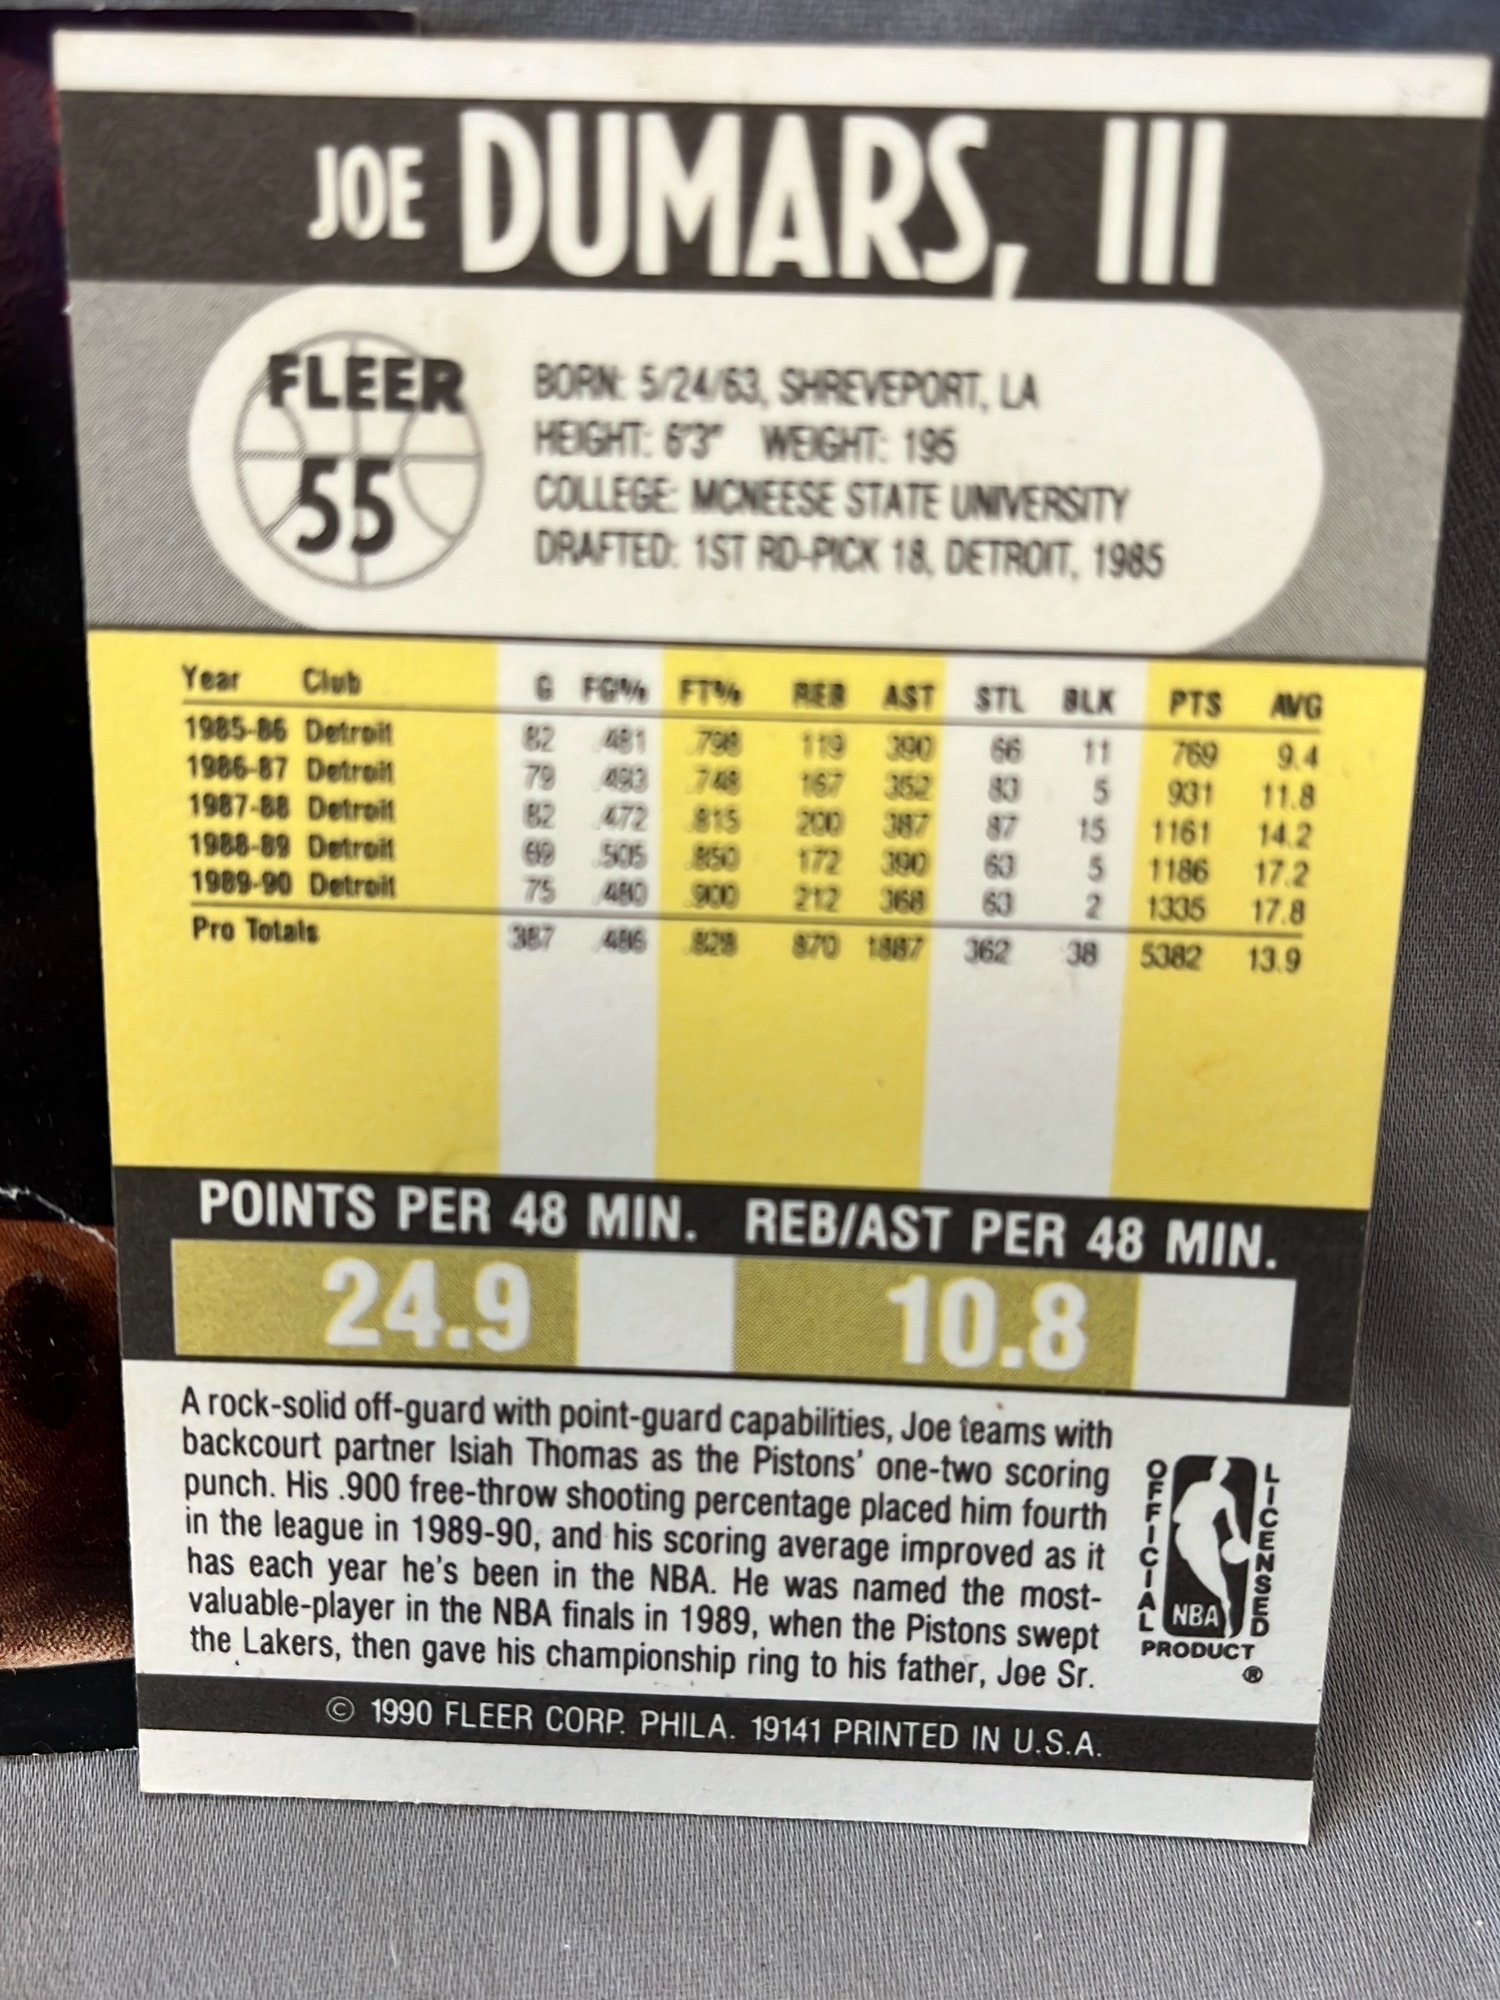 JOE DUMARS, III
FLEER
55
BORN: 5/24/63, SHREVEPORT, LA
HEIGHT: 6'3" WEIGHT: 195
COLLEGE: MCNEESE STATE UNIVERSITY
DRAFTED: 1ST RD-PICK 18, DETROIT, 1985
Year Club G FG% FT% REB AST STL BLK PTS AVG
1985-86 Detroit 82 .481 .798 119 390 66 11 769 9.4
1986-87 Detroit 79 .493 .748 167 352 83 5 931 11.8
1987-88 Detroit 82 .472 .815 200 387 87 15 1161 14.2
1988-89 Detroit 69 .505 .850 172 390 63 5 1186 17.2
1989-90 Detroit 75 .480 .900 212 368 63 2 1335 17.8
Pro Totals 387 .486 .828 870 1887 362 38 5382 13.9
POINTS PER 48 MIN. REB/AST PER 48 MIN.
24.9 10.8
A rock-solid off-guard with point-guard capabilities, Joe teams with
backcourt partner Isiah Thomas as the Pistons' one-two scoring
punch. His .900 free-throw shooting percentage placed him fourth
in the league in 1989-90, and his scoring average improved as it
has each year he's been in the NBA. He was named the most-
valuable-player in the NBA finals in 1989, when the Pistons swept
the Lakers, then gave his championship ring to his father, Joe Sr.
OFFICIAL LICENSED
NBA
PRODUCT
®
© 1990 FLEER CORP. PHILA. 19141 PRINTED IN U.S.A.